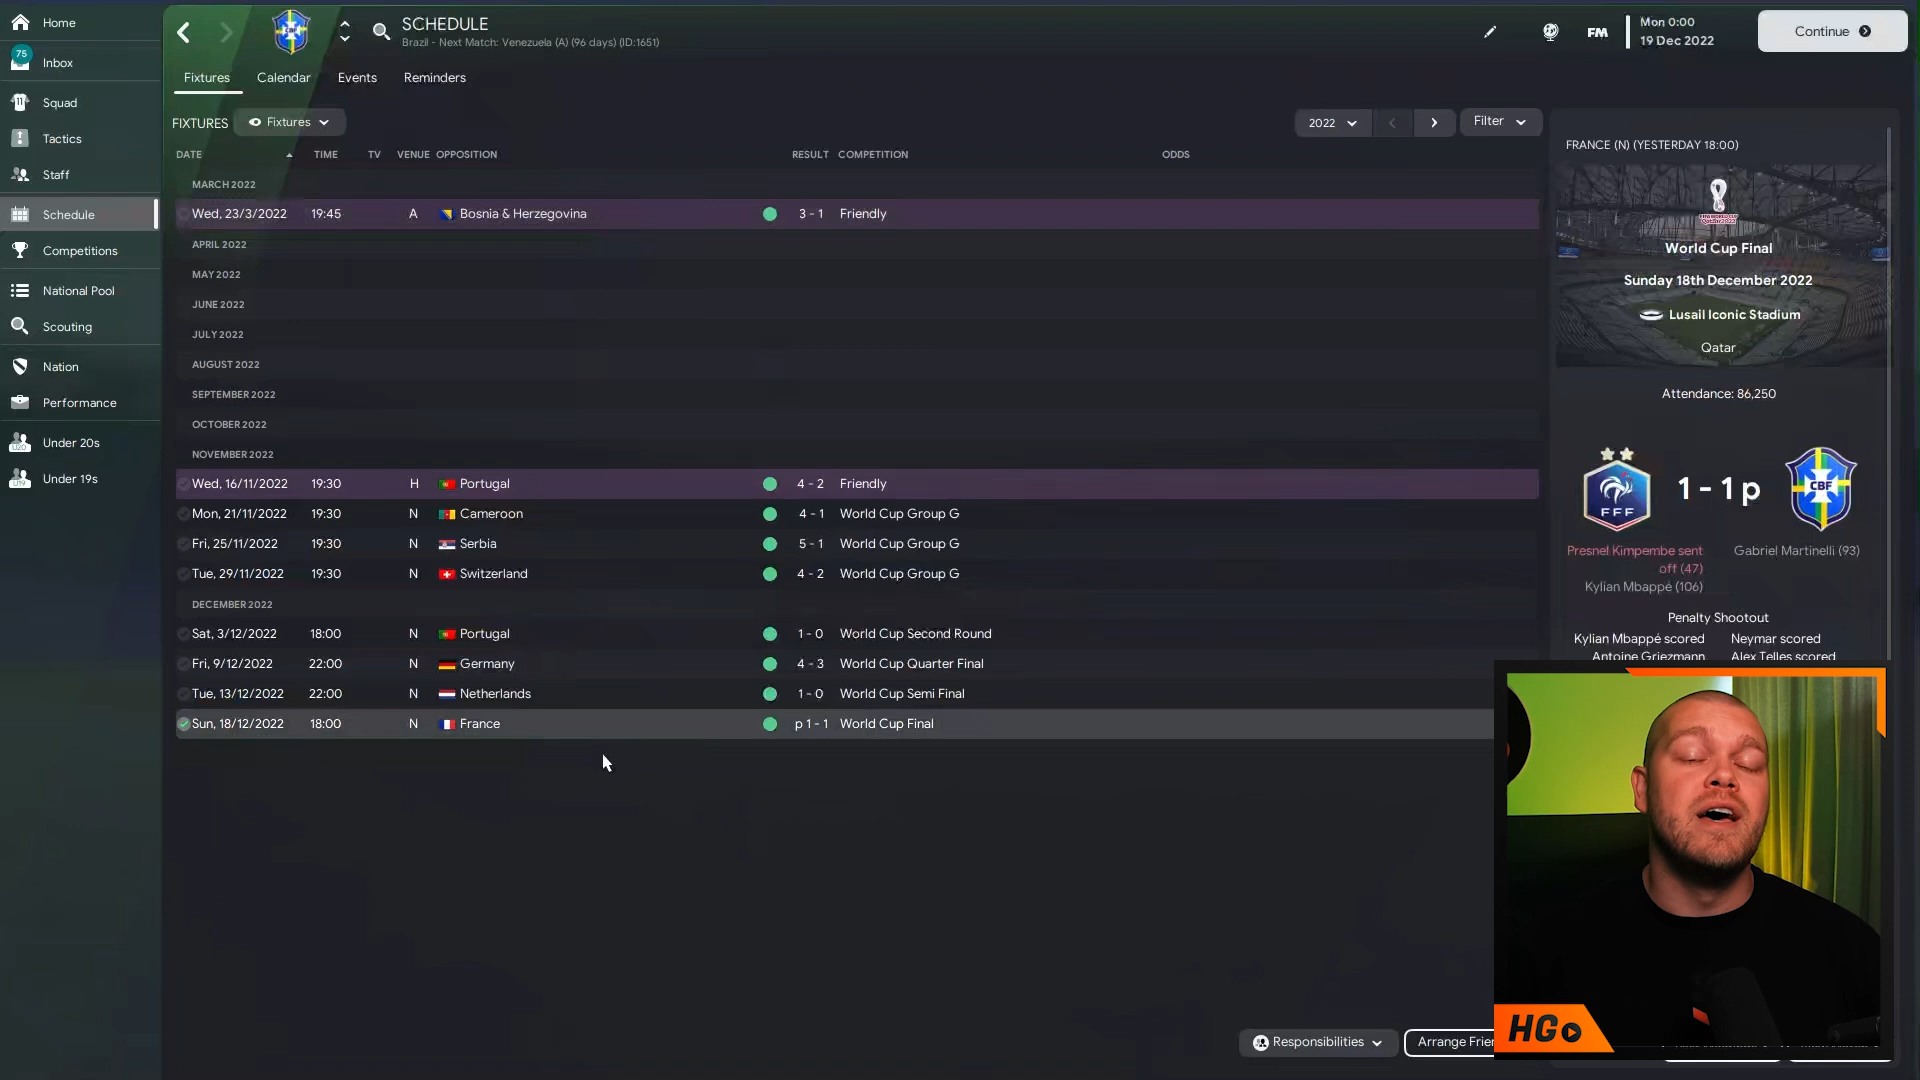 Home
75
Inbox
Squad
Tactics
Staff
Schedule
Competitions
National Pool
Scouting
Nation
Performance
Under 20s
Under 19s
SCHEDULE
Brazil - Next Match: Venezuela (A) (96 days) (ID:1651)
FM
Mon 0:00
19 Dec 2022
Continue
Fixtures
Calendar
Events
Reminders
FIXTURES
Fixtures
2022
Filter
DATE TIME TV VENUE OPPOSITION RESULT COMPETITION ODDS
MARCH 2022
Wed, 23/3/2022 19:45 A Bosnia & Herzegovina 3 - 1 Friendly
APRIL 2022
MAY 2022
JUNE 2022
JULY 2022
AUGUST 2022
SEPTEMBER 2022
OCTOBER 2022
NOVEMBER 2022
Wed, 16/11/2022 19:30 H Portugal 4 - 2 Friendly
Mon, 21/11/2022 19:30 N Cameroon 4 - 1 World Cup Group G
Fri, 25/11/2022 19:30 N Serbia 5 - 1 World Cup Group G
Tue, 29/11/2022 19:30 N Switzerland 4 - 2 World Cup Group G
DECEMBER 2022
Sat, 3/12/2022 18:00 N Portugal 1 - 0 World Cup Second Round
Fri, 9/12/2022 22:00 N Germany 4 - 3 World Cup Quarter Final
Tue, 13/12/2022 22:00 N Netherlands 1 - 0 World Cup Semi Final
Sun, 18/12/2022 18:00 N France p 1 - 1 World Cup Final
FRANCE (N) (YESTERDAY 18:00)
World Cup Final
Sunday 18th December 2022
Lusail Iconic Stadium
Qatar
Attendance: 86,250
FFF
1 - 1 p
CBF
Presnel Kimpembe sent
off (47)
Kylian Mbappé (106)
Gabriel Martinelli (93)
Penalty Shootout
Kylian Mbappé scored Neymar scored
Antoine Griezmann Alex Telles scored
Responsibilities
Arrange Frien
HGo